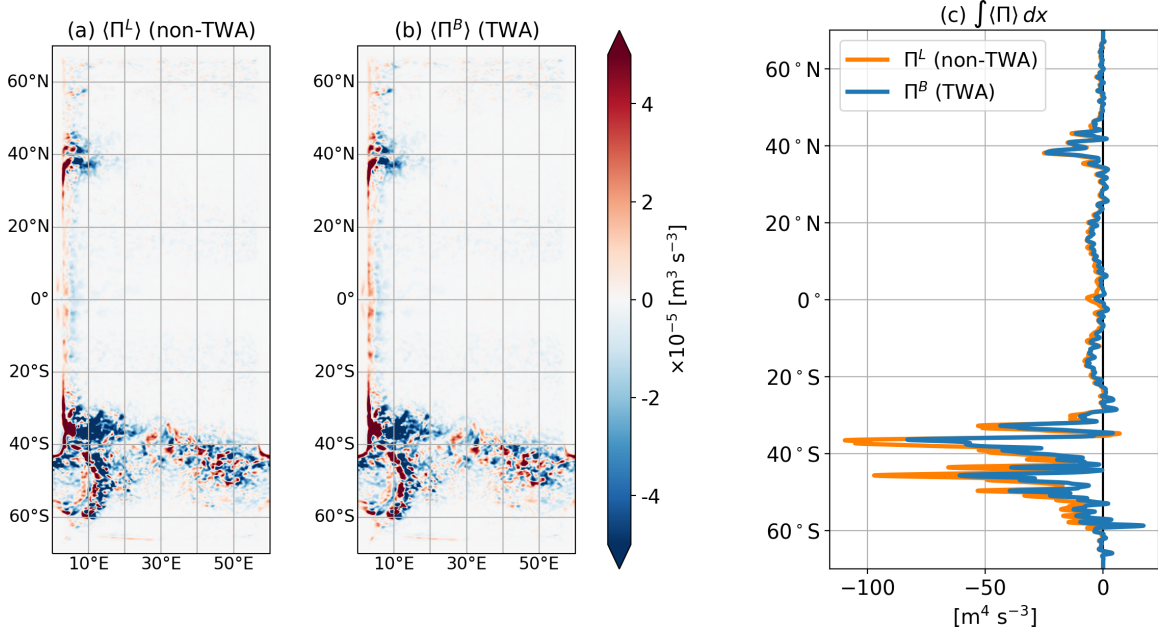 (a) ⟨Π^L⟩ (non-TWA)
60°N
40°N
20°N
0°
20°S
40°S
60°S
10°E 30°E 50°E
(b) ⟨Π^B⟩ (TWA)
60°N
40°N
20°N
0°
20°S
40°S
60°S
10°E 30°E 50°E
4
2
0
-2
-4
×10^−5 [m^3 s^−3]
(c) ∫⟨Π⟩ dx
Π^L (non-TWA)
Π^B (TWA)
60°N
40°N
20°N
0°
20°S
40°S
60°S
−100 −50 0
[m^4 s^−3]